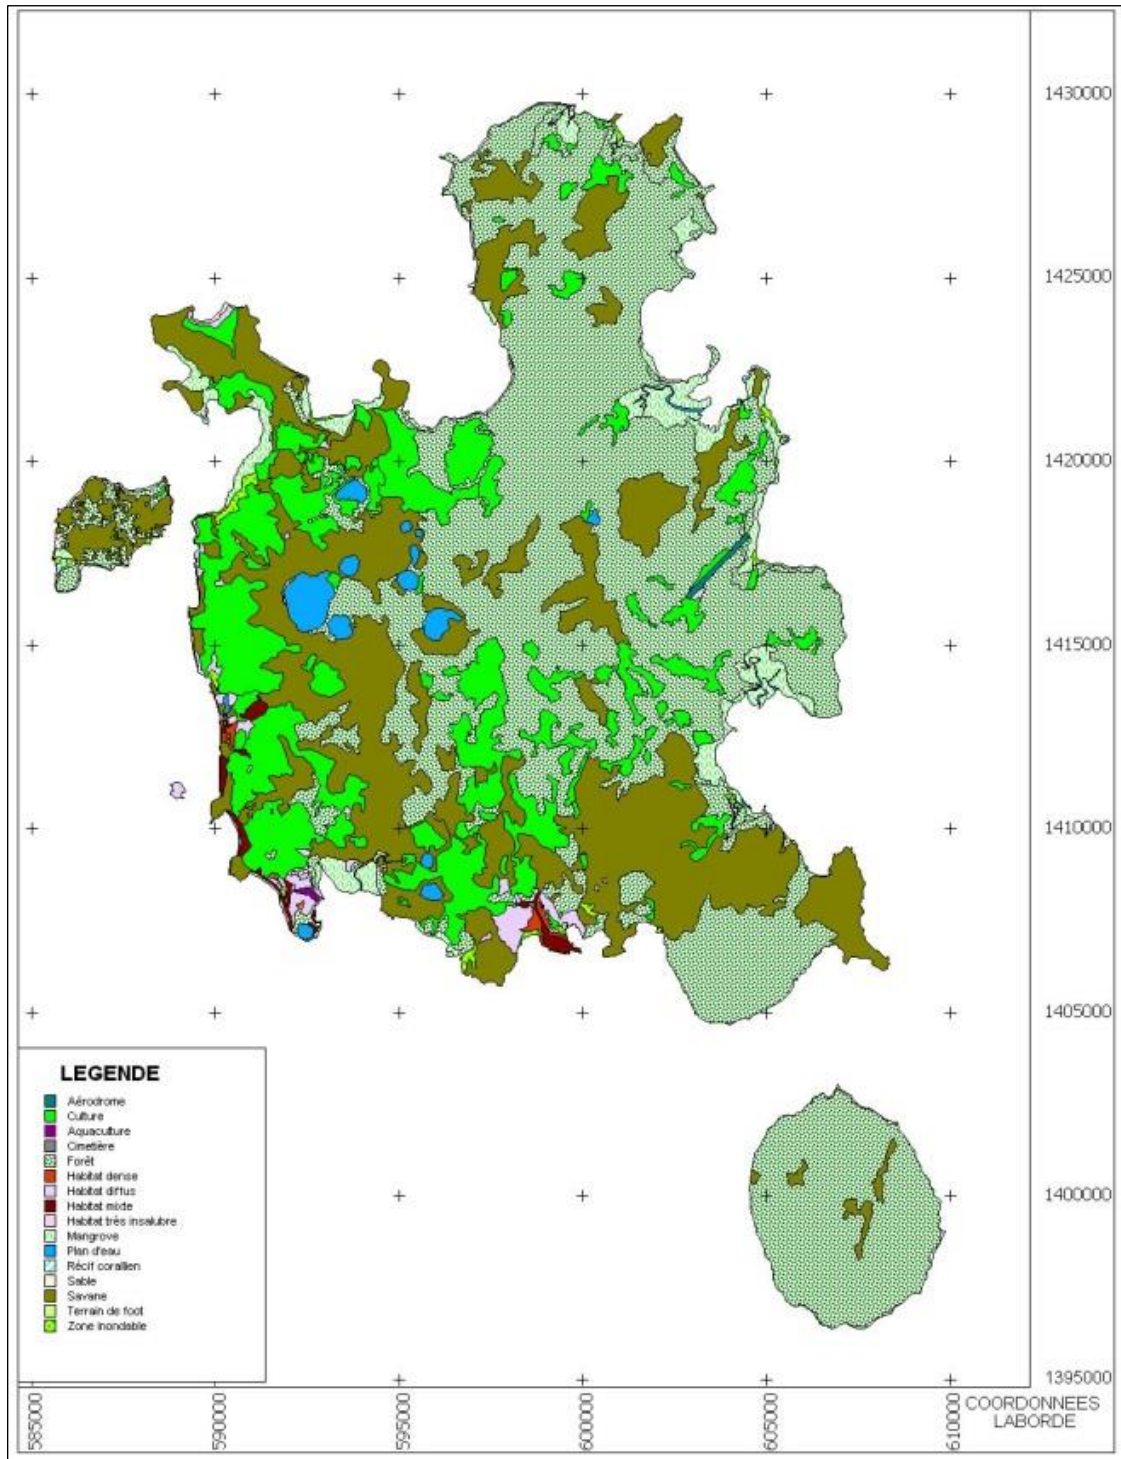 1430000
1425000
1420000
1415000
1410000
1405000
1400000
1395000
LEGENDE
Aérodrome
Culture
Aquaculture
Cimetière
Forêt
Habitat dense
Habitat diffus
Habitat mixde
Habitat très insalubre
Mangrove
Plan d'eau
Récif corallien
Sable
Savane
Terrain de foot
Zone inondable
585000
590000
595000
600000
605000
610000
COORDONNEES
LABORDE